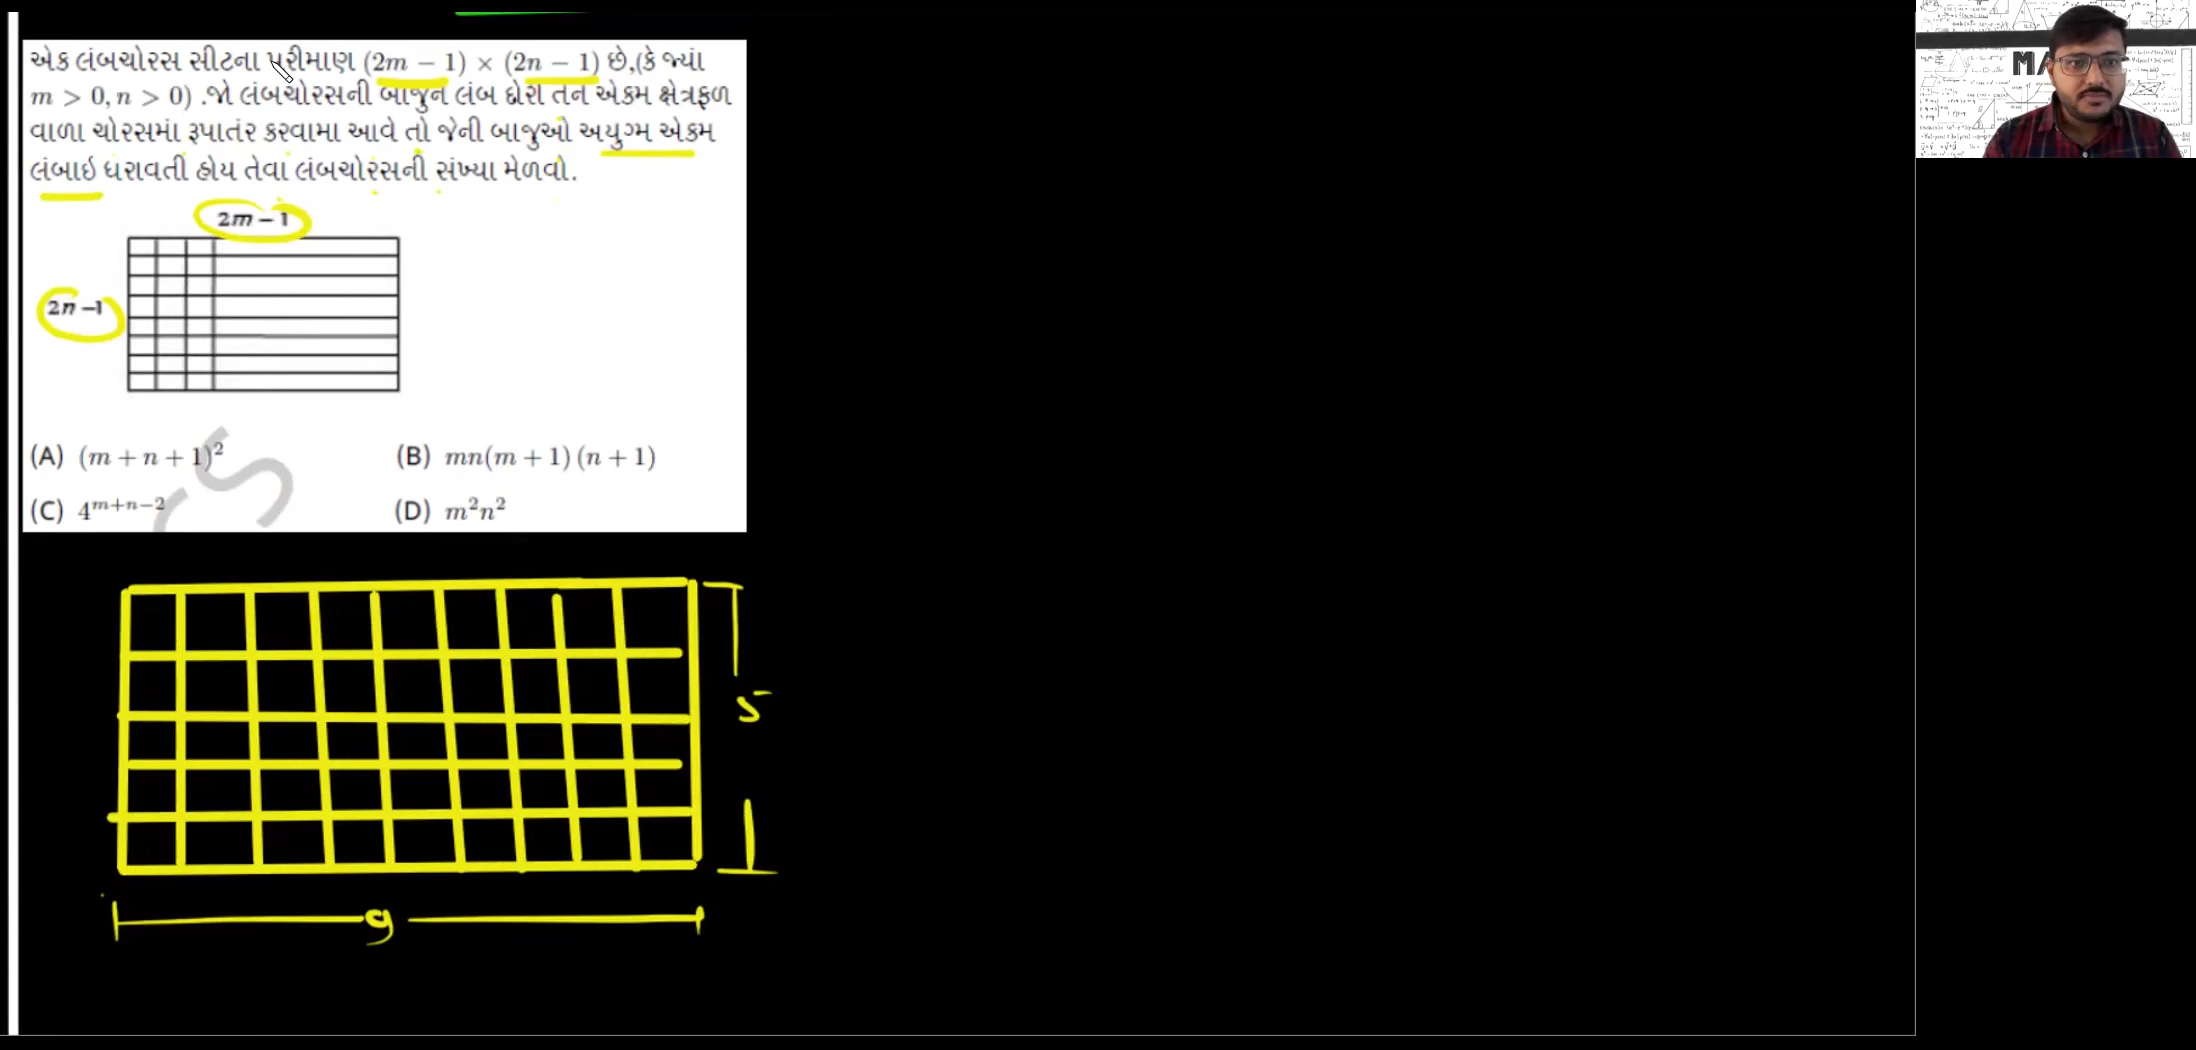 એક લંબચોરસ સીટના પરીમાણ (2m − 1) × (2n − 1) છે,(કે જ્યાં
m > 0, n > 0) .જો લંબચોરસની બાજુને લંબ દોરી તેને એકમ ક્ષેત્રફળ
વાળા ચોરસમાં રૂપાતંર કરવામા આવે તો જેની બાજુઓ અયુગ્મ એકમ
લંબાઇ ધરાવતી હોય તેવા લંબચોરસની સંખ્યા મેળવો.
2m − 1
2n −1
(A) (m + n + 1)²
(B) mn(m + 1) (n + 1)
(C) 4^{m+n−2}
(D) m²n²
5
9